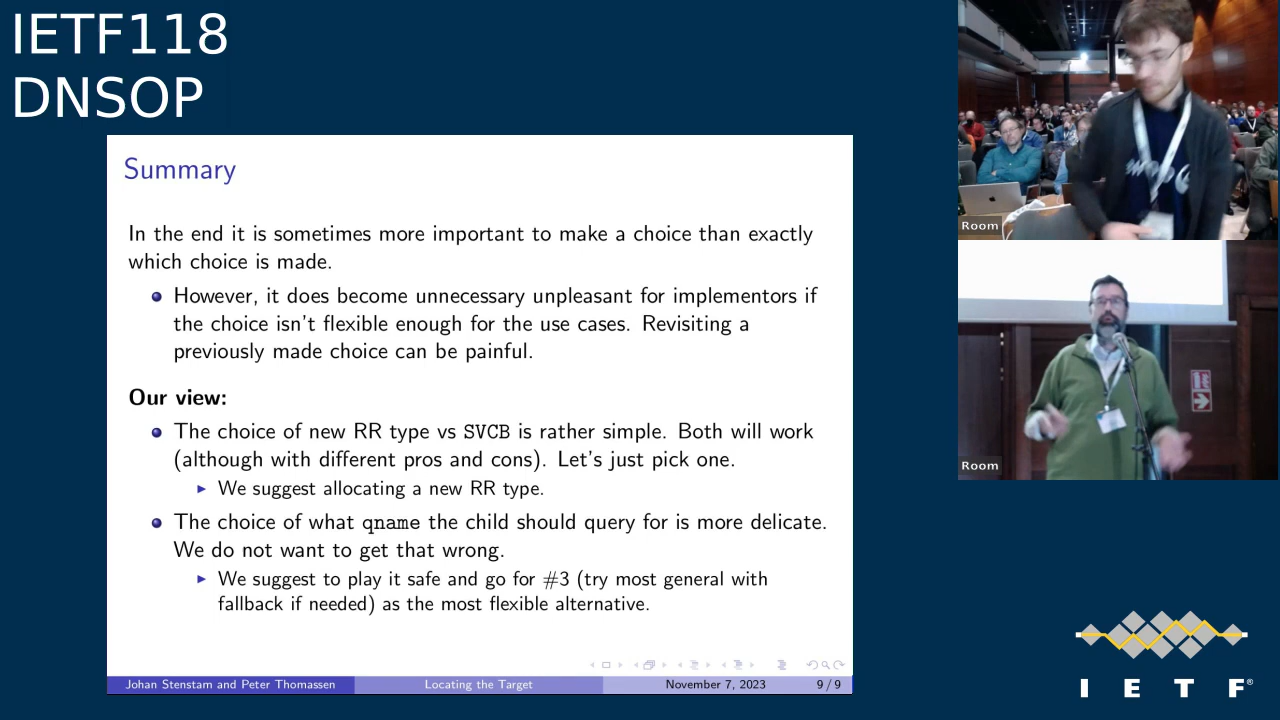 IETF118
DNSOP
Summary
In the end it is sometimes more important to make a choice than exactly
which choice is made.
However, it does become unnecessary unpleasant for implementors if
the choice isn't flexible enough for the use cases. Revisiting a
previously made choice can be painful.
Our view:
The choice of new RR type vs SVCB is rather simple. Both will work
(although with different pros and cons). Let's just pick one.
We suggest allocating a new RR type.
The choice of what qname the child should query for is more delicate.
We do not want to get that wrong.
We suggest to play it safe and go for #3 (try most general with
fallback if needed) as the most flexible alternative.
Johan Stenstam and Peter Thomassen
Locating the Target
November 7, 2023
9 / 9
Room
Room
I E T F®